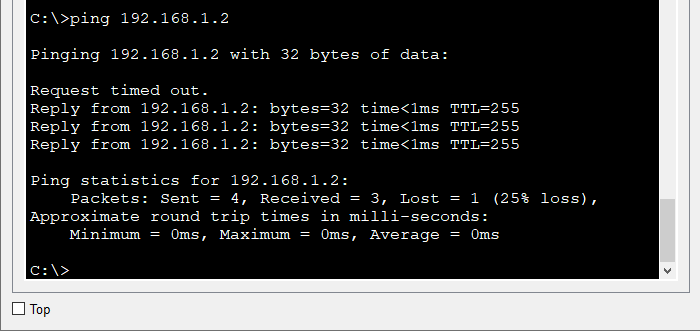 C:\>ping 192.168.1.2
Pinging 192.168.1.2 with 32 bytes of data:
Request timed out.
Reply from 192.168.1.2: bytes=32 time<1ms TTL=255
Reply from 192.168.1.2: bytes=32 time<1ms TTL=255
Reply from 192.168.1.2: bytes=32 time<1ms TTL=255
Ping statistics for 192.168.1.2:
    Packets: Sent = 4, Received = 3, Lost = 1 (25% loss),
Approximate round trip times in milli-seconds:
    Minimum = 0ms, Maximum = 0ms, Average = 0ms
C:\>
Top